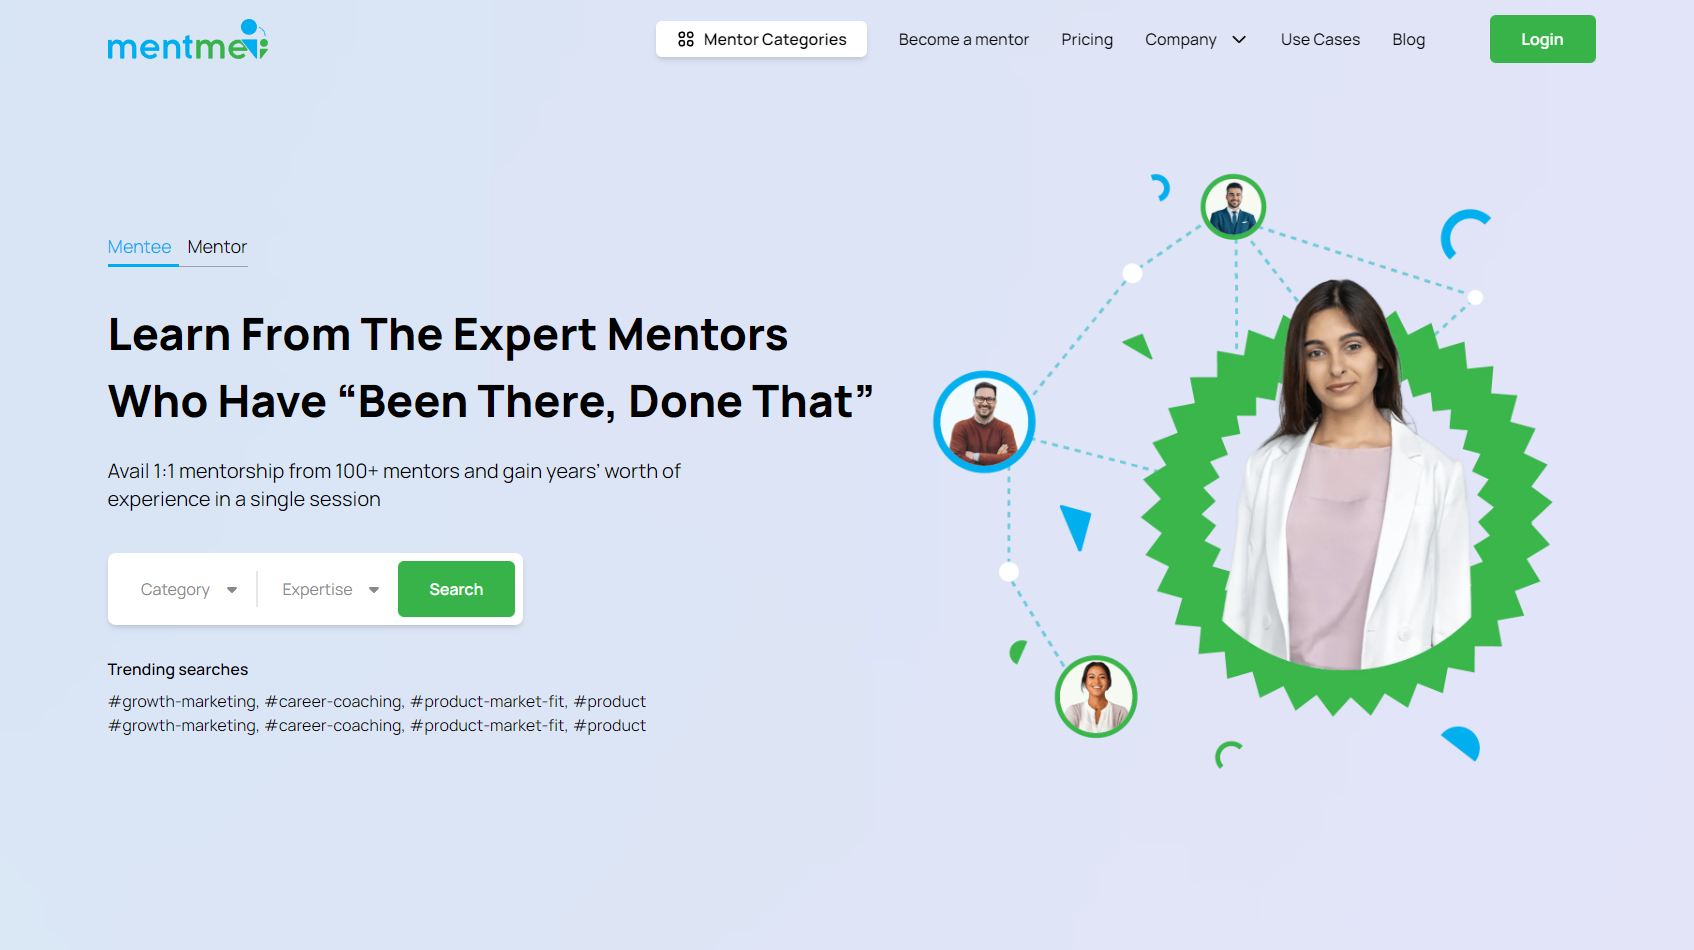 mentme
Mentor Categories
Become a mentor
Pricing
Company
Use Cases
Blog
Login
Mentee
Mentor
Learn From The Expert Mentors
Who Have “Been There, Done That”
Avail 1:1 mentorship from 100+ mentors and gain years’ worth of
experience in a single session
Category
Expertise
Search
Trending searches
#growth-marketing, #career-coaching, #product-market-fit, #product
#growth-marketing, #career-coaching, #product-market-fit, #product